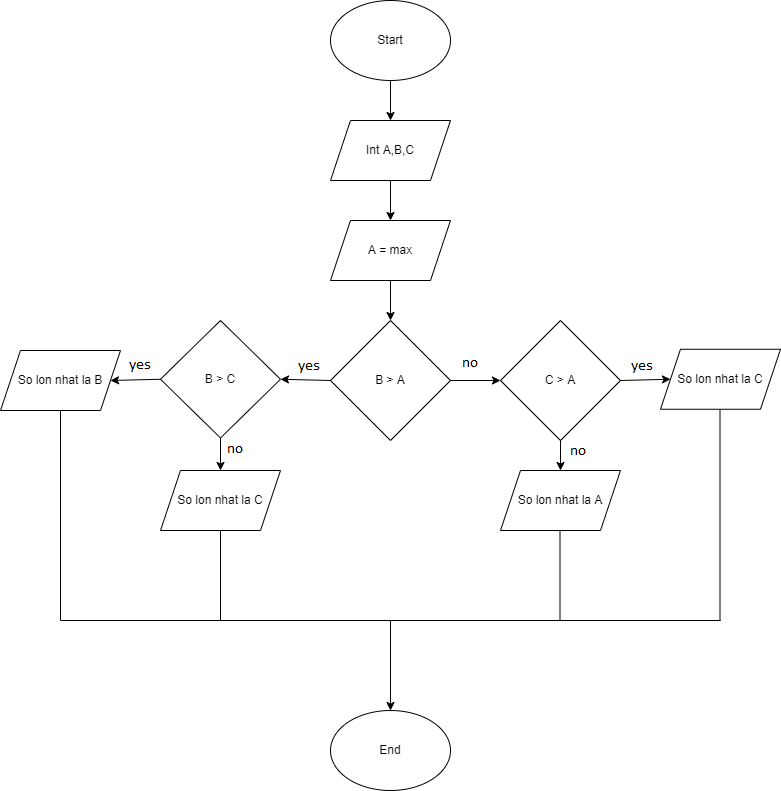 Start
Int A,B,C
A = max
yes
B > C
yes
B > A
no
C > A
yes
So lon nhat la B
So lon nhat la C
no
no
So lon nhat la C
So lon nhat la A
End